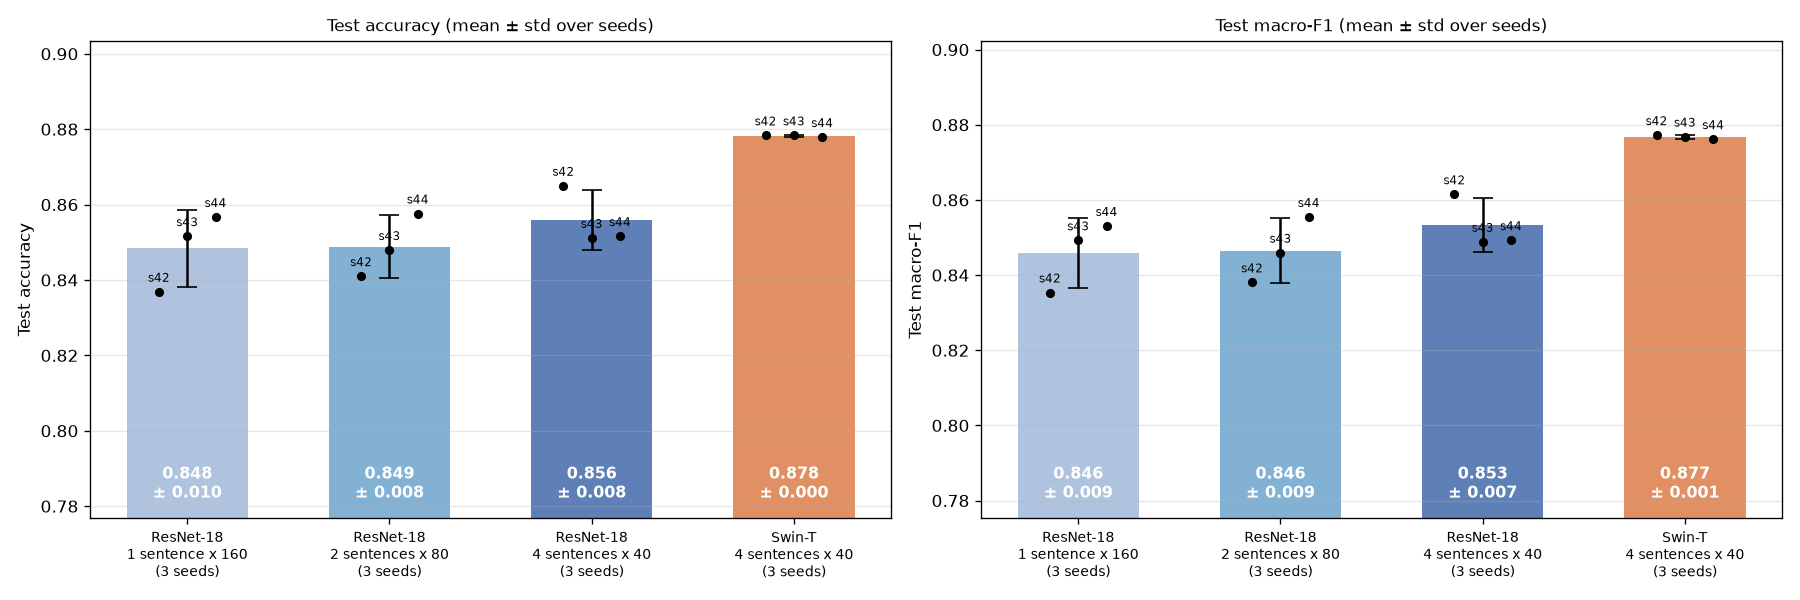 Test accuracy (mean ± std over seeds)
Test accuracy
0.90
0.88
0.86
0.84
0.82
0.80
0.78
s42
s43
s44
s42
s43
s44
s42
s43
s44
s42
s43
s44
0.848
± 0.010
0.849
± 0.008
0.856
± 0.008
0.878
± 0.000
ResNet-18
1 sentence x 160
(3 seeds)
ResNet-18
2 sentences x 80
(3 seeds)
ResNet-18
4 sentences x 40
(3 seeds)
Swin-T
4 sentences x 40
(3 seeds)
Test macro-F1 (mean ± std over seeds)
Test macro-F1
0.90
0.88
0.86
0.84
0.82
0.80
0.78
s42
s43
s44
s42
s43
s44
s42
s43
s44
s42
s43
s44
0.846
± 0.009
0.846
± 0.009
0.853
± 0.007
0.877
± 0.001
ResNet-18
1 sentence x 160
(3 seeds)
ResNet-18
2 sentences x 80
(3 seeds)
ResNet-18
4 sentences x 40
(3 seeds)
Swin-T
4 sentences x 40
(3 seeds)